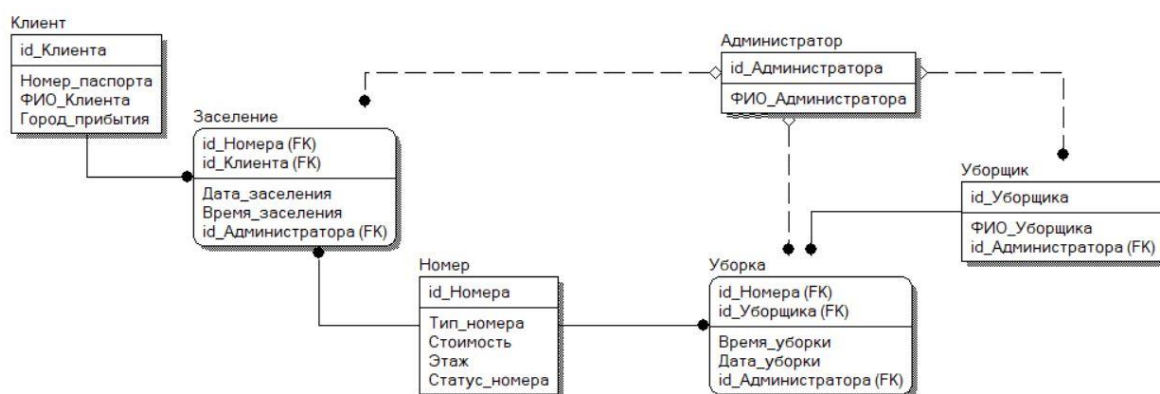 Клиент
id_Клиента
Номер_паспорта
ФИО_Клиента
Город_прибытия
Заселение
id_Номера (FK)
id_Клиента (FK)
Дата_заселения
Время_заселения
id_Администратора (FK)
Номер
id_Номера
Тип_номера
Стоимость
Этаж
Статус_номера
Администратор
id_Администратора
ФИО_Администратора
Уборка
id_Номера (FK)
id_Уборщика (FK)
Время_уборки
Дата_уборки
id_Администратора (FK)
Уборщик
id_Уборщика
ФИО_Уборщика
id_Администратора (FK)